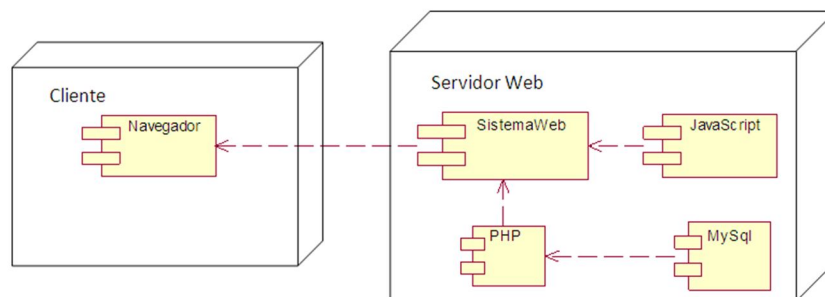 Cliente
Navegador
Servidor Web
SistemaWeb
JavaScript
PHP
MySql